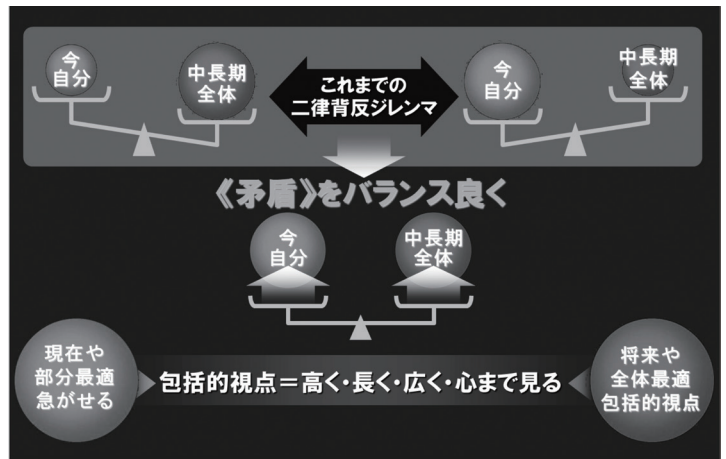 今
自分
中長期
全体
これまでの
二律背反ジレンマ
今
自分
中長期
全体
《矛盾》をバランス良く
今
自分
中長期
全体
現在や
部分最適
急がせる
包括的視点＝高く・長く・広く・心まで見る
将来や
全体最適
包括的視点